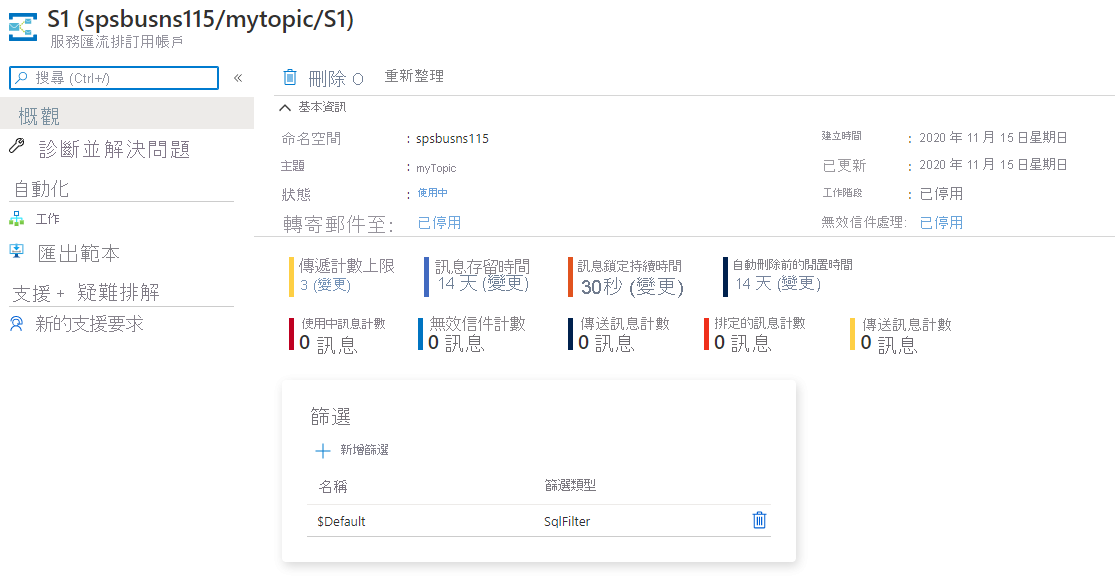 S1 (spsbusns115/mytopic/S1)
服務匯流排訂用帳戶
搜尋 (Ctrl+/)
«
刪除
重新整理
概觀
診斷並解決問題
自動化
工作
匯出範本
支援 + 疑難排解
新的支援要求
基本資訊
命名空間 : spsbusns115
建立時間 : 2020 年 11 月 15 日星期日
主題 : myTopic
已更新 : 2020 年 11 月 15 日星期日
狀態 : 使用中
工作階段 : 已停用
轉寄郵件至: 已停用
無效信件處理: 已停用
傳遞計數上限
3 (變更)
訊息存留時間
14 天 (變更)
訊息鎖定持續時間
30秒 (變更)
自動刪除前的閒置時間
14 天 (變更)
使用中訊息計數
0 訊息
無效信件計數
0 訊息
傳送訊息計數
0 訊息
排定的訊息計數
0 訊息
傳送訊息計數
0 訊息
篩選
新增篩選
名稱 篩選類型
$Default SqlFilter